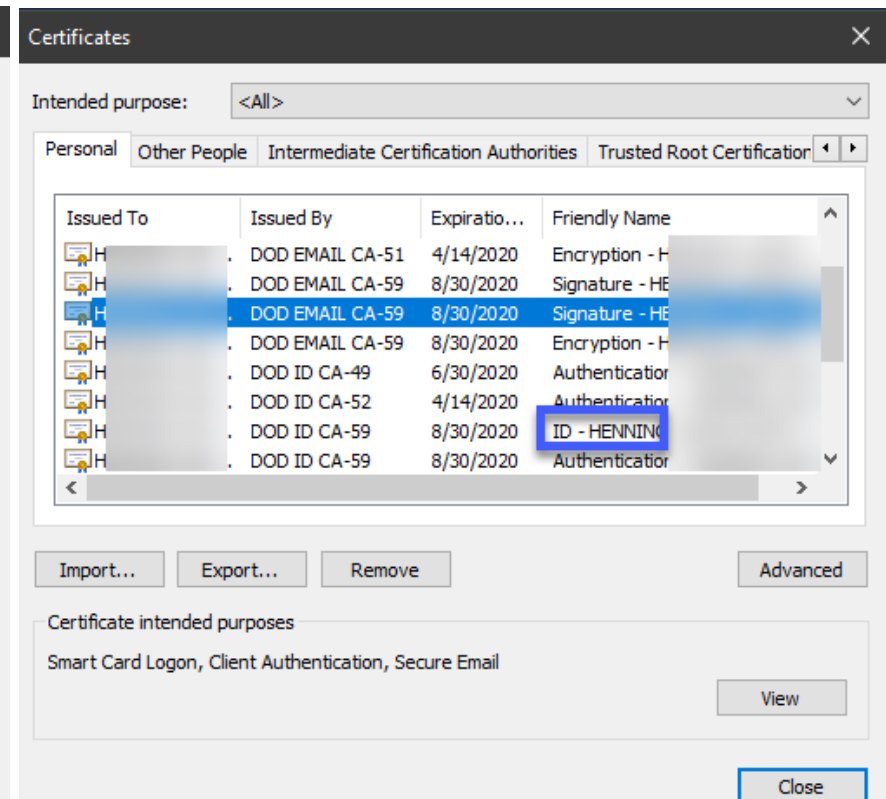 Certificates
Intended purpose: <All>
Personal Other People Intermediate Certification Authorities Trusted Root Certification
Issued To Issued By Expiratio... Friendly Name
H . DOD EMAIL CA-51 4/14/2020 Encryption - H
H . DOD EMAIL CA-59 8/30/2020 Signature - HE
H . DOD EMAIL CA-59 8/30/2020 Signature - HE
H . DOD EMAIL CA-59 8/30/2020 Encryption - H
H . DOD ID CA-49 6/30/2020 Authentication
H . DOD ID CA-52 4/14/2020 Authentication
H . DOD ID CA-59 8/30/2020 ID - HENNING
H . DOD ID CA-59 8/30/2020 Authentication
Import... Export... Remove Advanced
Certificate intended purposes
Smart Card Logon, Client Authentication, Secure Email
View
Close